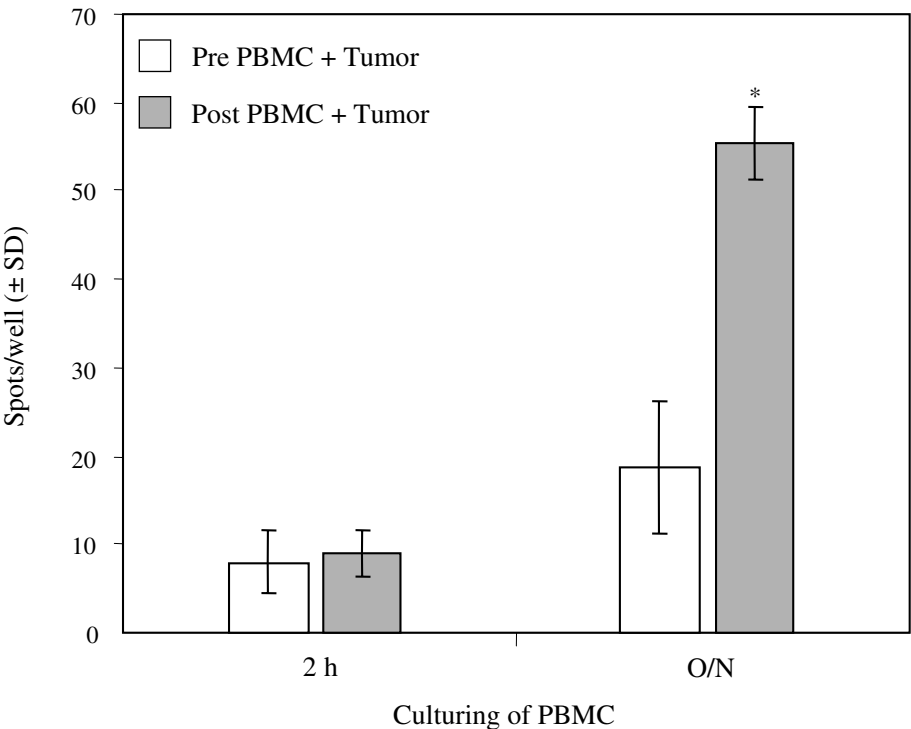 70
60
50
40
30
20
10
0
Spots/well (± SD)
Pre PBMC + Tumor
Post PBMC + Tumor
*
2 h
O/N
Culturing of PBMC